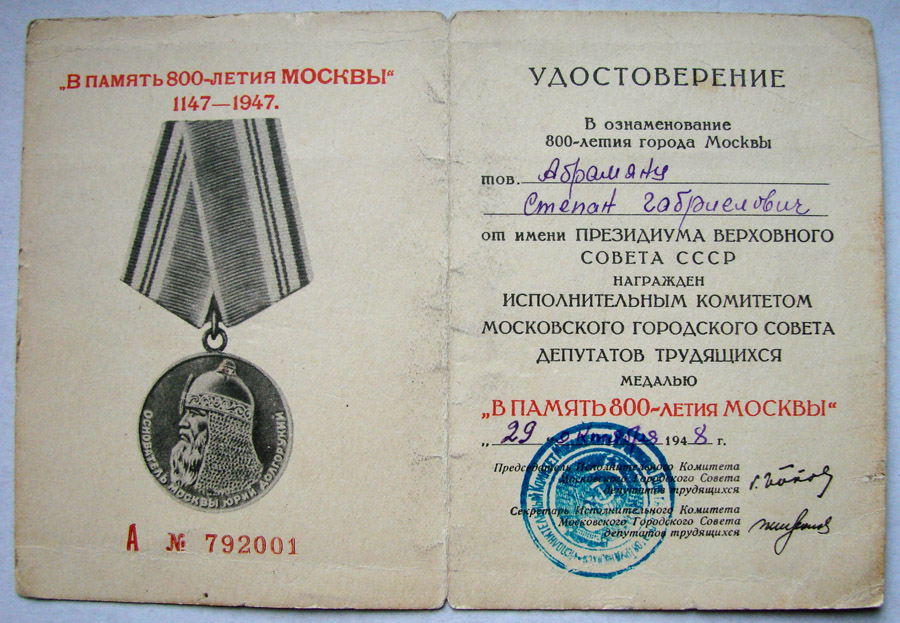 „В ПАМЯТЬ 800-ЛЕТИЯ МОСКВЫ“
1147—1947.
ОСНОВАТЕЛЬ МОСКВЫ ЮРИЙ ДОЛГОРУКИЙ
А № 792001
УДОСТОВЕРЕНИЕ
В ознаменование
800-летия города Москвы
тов. Абрамянц
Степан Габриелович
от имени ПРЕЗИДИУМА ВЕРХОВНОГО
СОВЕТА СССР
НАГРАЖДЕН
ИСПОЛНИТЕЛЬНЫМ КОМИТЕТОМ
МОСКОВСКОГО ГОРОДСКОГО СОВЕТА
ДЕПУТАТОВ ТРУДЯЩИХСЯ
МЕДАЛЬЮ
„В ПАМЯТЬ 800-ЛЕТИЯ МОСКВЫ“
„ 29 “ октября 1948 г.
Председатель Исполнительного Комитета
Московского Городского Совета
депутатов трудящихся
Секретарь Исполнительного Комитета
Московского Городского Совета
депутатов трудящихся